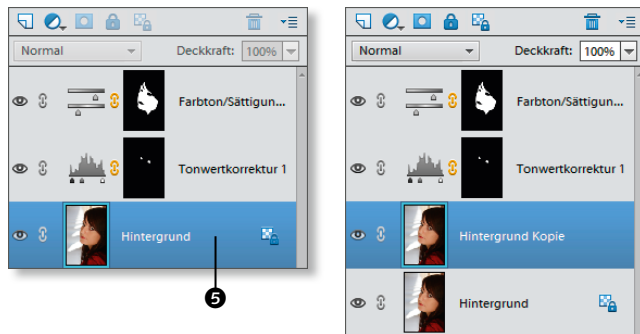 Normal Deckkraft: 100%
Farbton/Sättigun...
Tonwertkorrektur 1
Hintergrund
5
Normal Deckkraft: 100%
Farbton/Sättigun...
Tonwertkorrektur 1
Hintergrund Kopie
Hintergrund